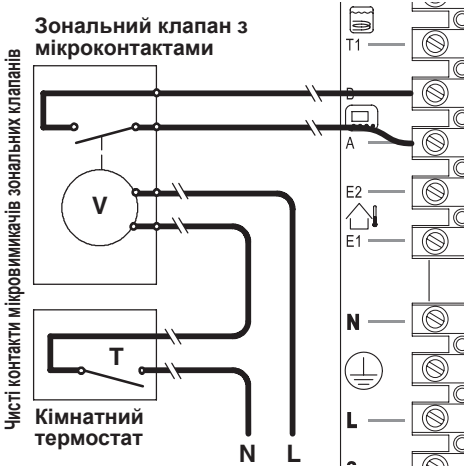 Зональний клапан з
мікроконтактами
Чисті контакти мікровимикачів зональних клапанів
T1
B
A
V
E2
E1
N
T
L
Кімнатний
термостат
N L